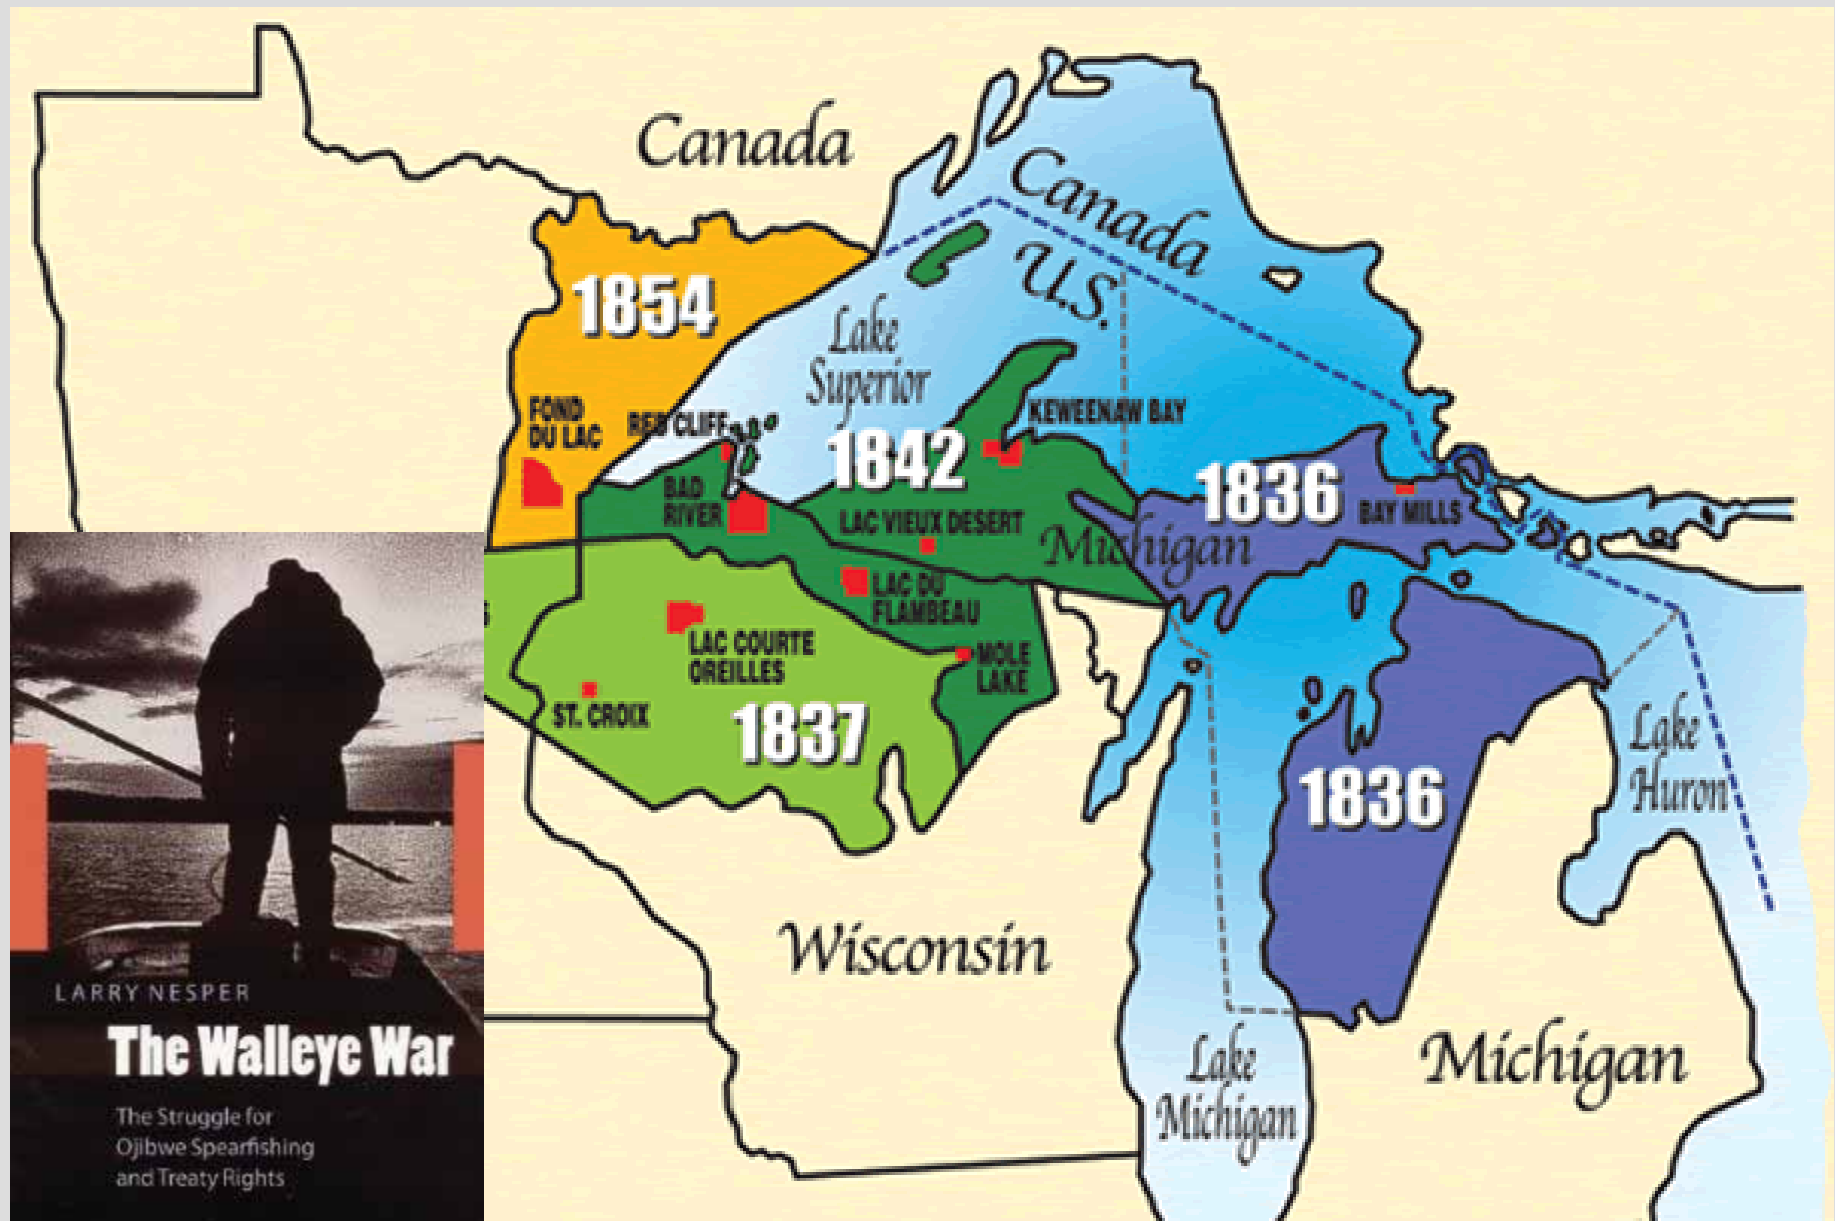 Canada
Canada
U.S.
1854
Lake
Superior
FOND
DU LAC
RED CLIFF
KEWEENAW BAY
1842
1836
BAD
RIVER
LAC VIEUX DESERT
BAY MILLS
Michigan
LAC DU
FLAMBEAU
LAC COURTE
OREILLES
MOLE
LAKE
ST. CROIX
1837
Lake
Huron
1836
Wisconsin
Lake
Michigan
Michigan
LARRY NESPER
The Walleye War
The Struggle for
Ojibwe Spearfishing
and Treaty Rights